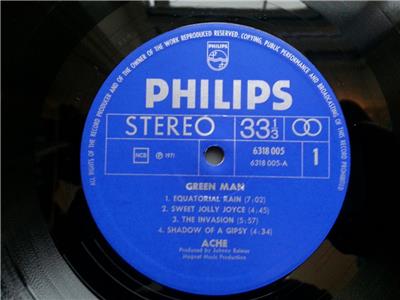 ALL RIGHTS OF THE RECORD PRODUCER AND OF THE OWNER OF THE WORK REPRODUCED RESERVED. COPYING, PUBLIC PERFORMANCE AND BROADCASTING OF THIS RECORD PROHIBITED
PHILIPS
PHILIPS
STEREO 33 1/3
NCB ℗ 1971 6318 005 1
6318 005-A
GREEN MAN
1. EQUATORIAL RAIN (7:02)
2. SWEET JOLLY JOYCE (4:45)
3. THE INVASION (5:57)
4. SHADOW OF A GIPSY (4:34)
ACHE
Produced by Johnny Reimar
Magnet Music Production